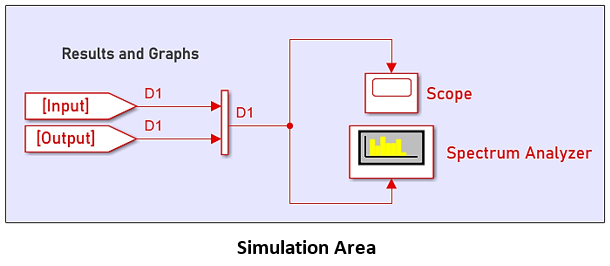 Results and Graphs
[Input]
D1
[Output]
D1
D1
Scope
Spectrum Analyzer
Simulation Area